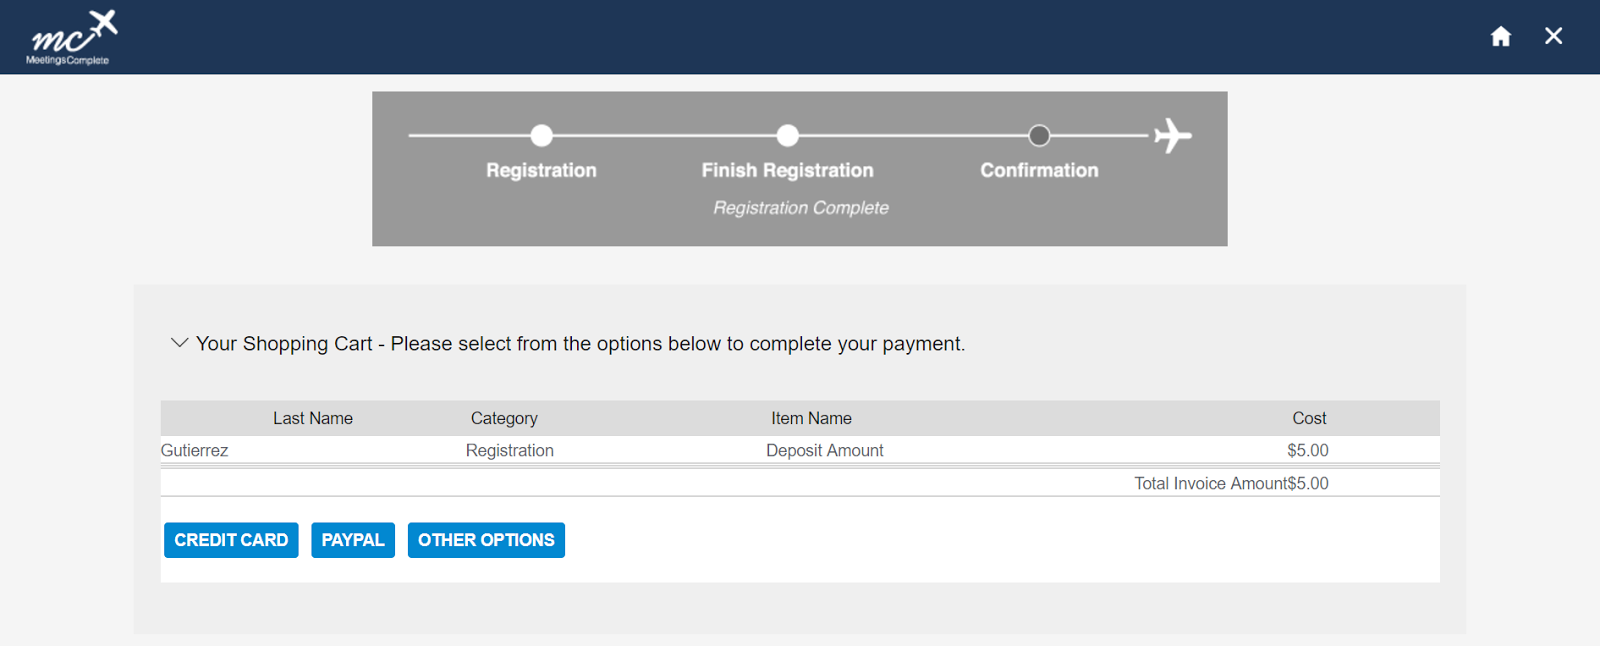 mc
MeetingsComplete
Registration Finish Registration Confirmation
Registration Complete
Your Shopping Cart - Please select from the options below to complete your payment.
Last Name Category Item Name Cost
Gutierrez Registration Deposit Amount $5.00
Total Invoice Amount$5.00
CREDIT CARD PAYPAL OTHER OPTIONS